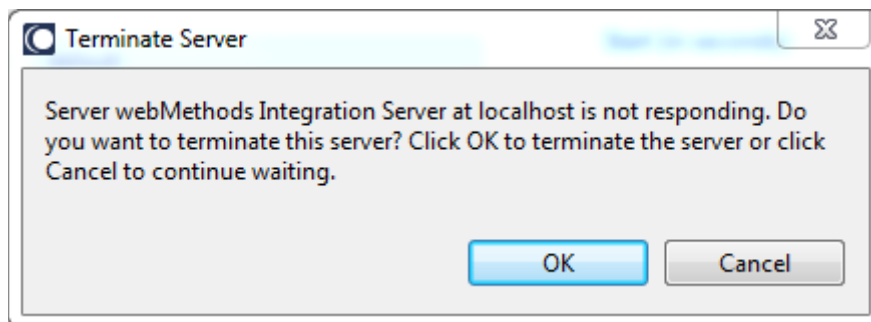 Terminate Server
Server webMethods Integration Server at localhost is not responding. Do
you want to terminate this server? Click OK to terminate the server or click
Cancel to continue waiting.
OK
Cancel